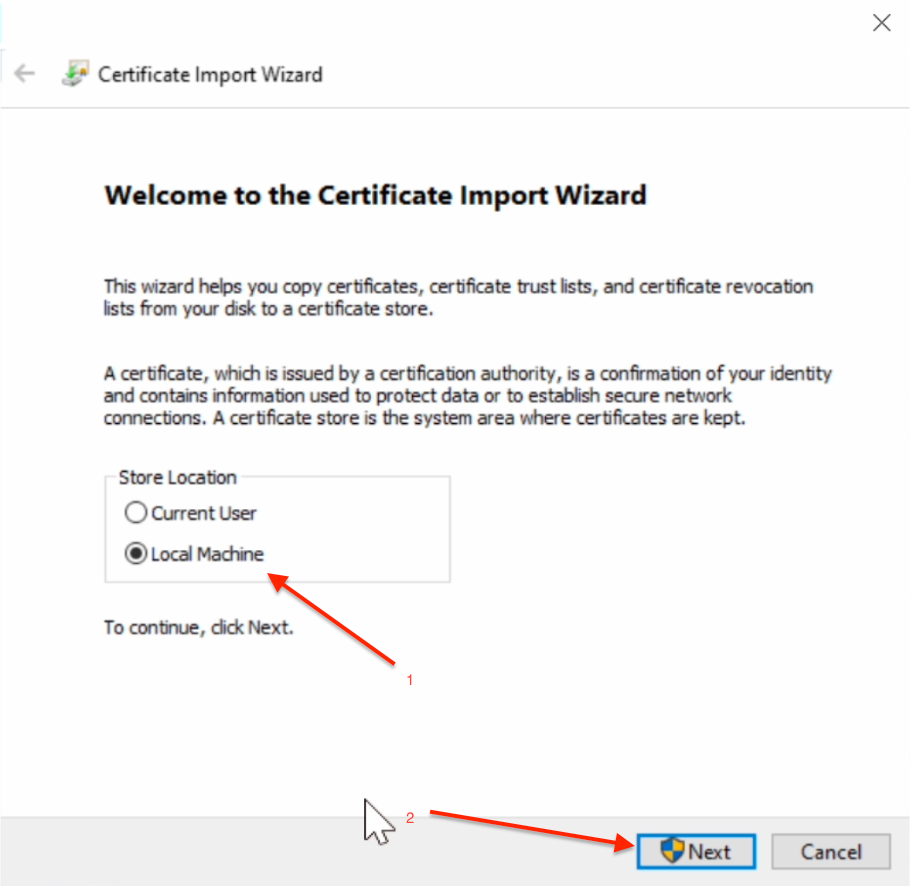 Certificate Import Wizard
Welcome to the Certificate Import Wizard
This wizard helps you copy certificates, certificate trust lists, and certificate revocation
lists from your disk to a certificate store.
A certificate, which is issued by a certification authority, is a confirmation of your identity
and contains information used to protect data or to establish secure network
connections. A certificate store is the system area where certificates are kept.
Store Location
Current User
Local Machine
To continue, click Next.
1
2
Next
Cancel